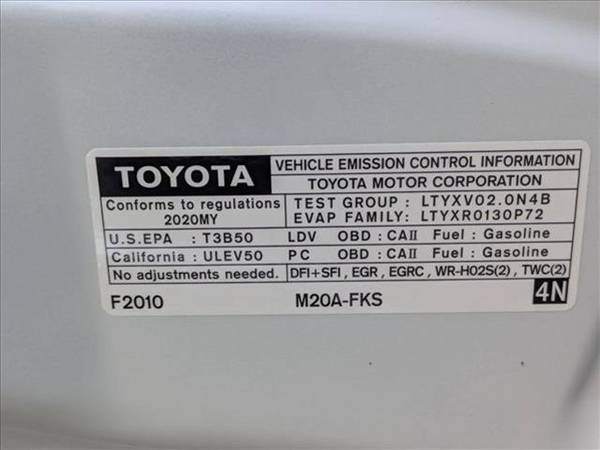 TOYOTA
VEHICLE EMISSION CONTROL INFORMATION
TOYOTA MOTOR CORPORATION
Conforms to regulations
2020MY
TEST GROUP : LTYXV02.0N4B
EVAP FAMILY: LTYXR0130P72
U.S.EPA : T3B50 LDV OBD : CAII Fuel : Gasoline
California : ULEV50 PC OBD : CAII Fuel : Gasoline
No adjustments needed. DFI+SFI, EGR, EGRC, WR-HO2S(2), TWC(2)
F2010 M20A-FKS 4N